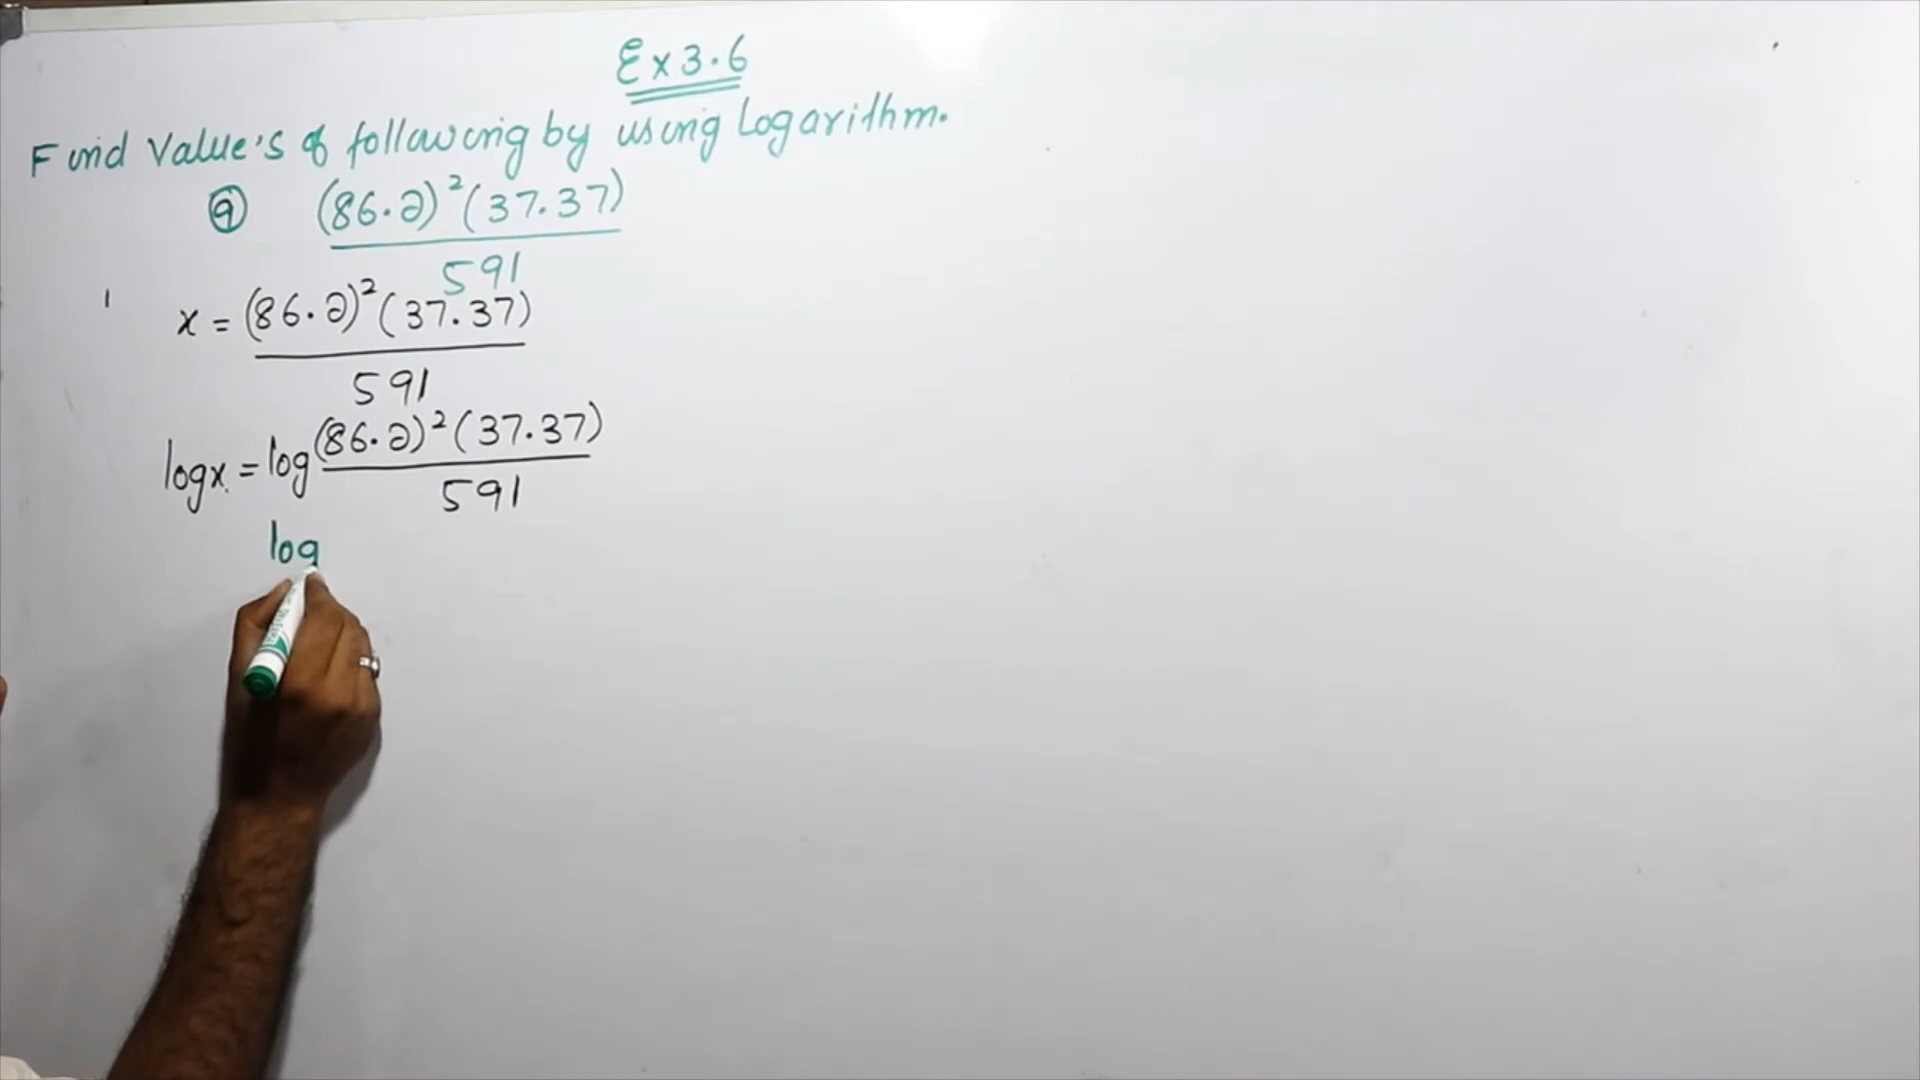 Ex 3.6
Find Value's of following by using Logarithm.
(9) (86.2)²(37.37)
591
x = (86.2)²(37.37)
591
logx = log (86.2)²(37.37)
591
log